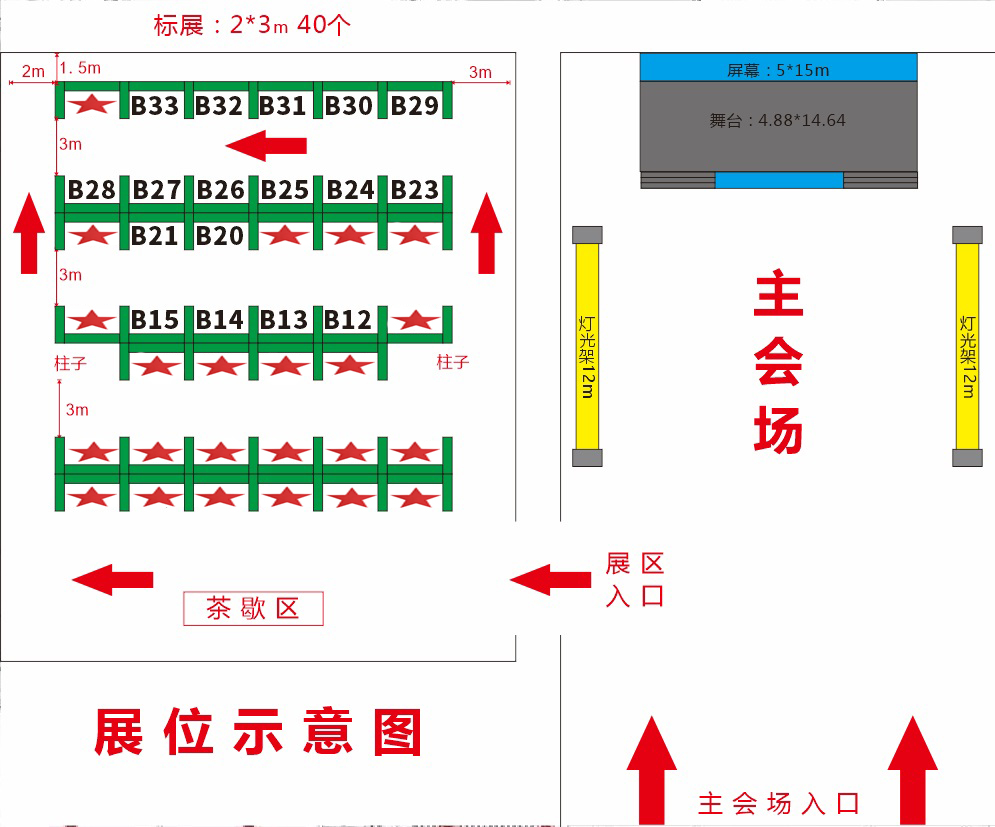 标展：2*3m 40个
2m
1.5m
3m
B33 B32 B31 B30 B29
3m
B28 B27 B26 B25 B24 B23
B21 B20
3m
B15 B14 B13 B12
柱子
柱子
3m
茶歇区
展区
入口
展位示意图
屏幕：5*15m
舞台：4.88*14.64
灯光架12m
主会场
灯光架12m
主会场入口